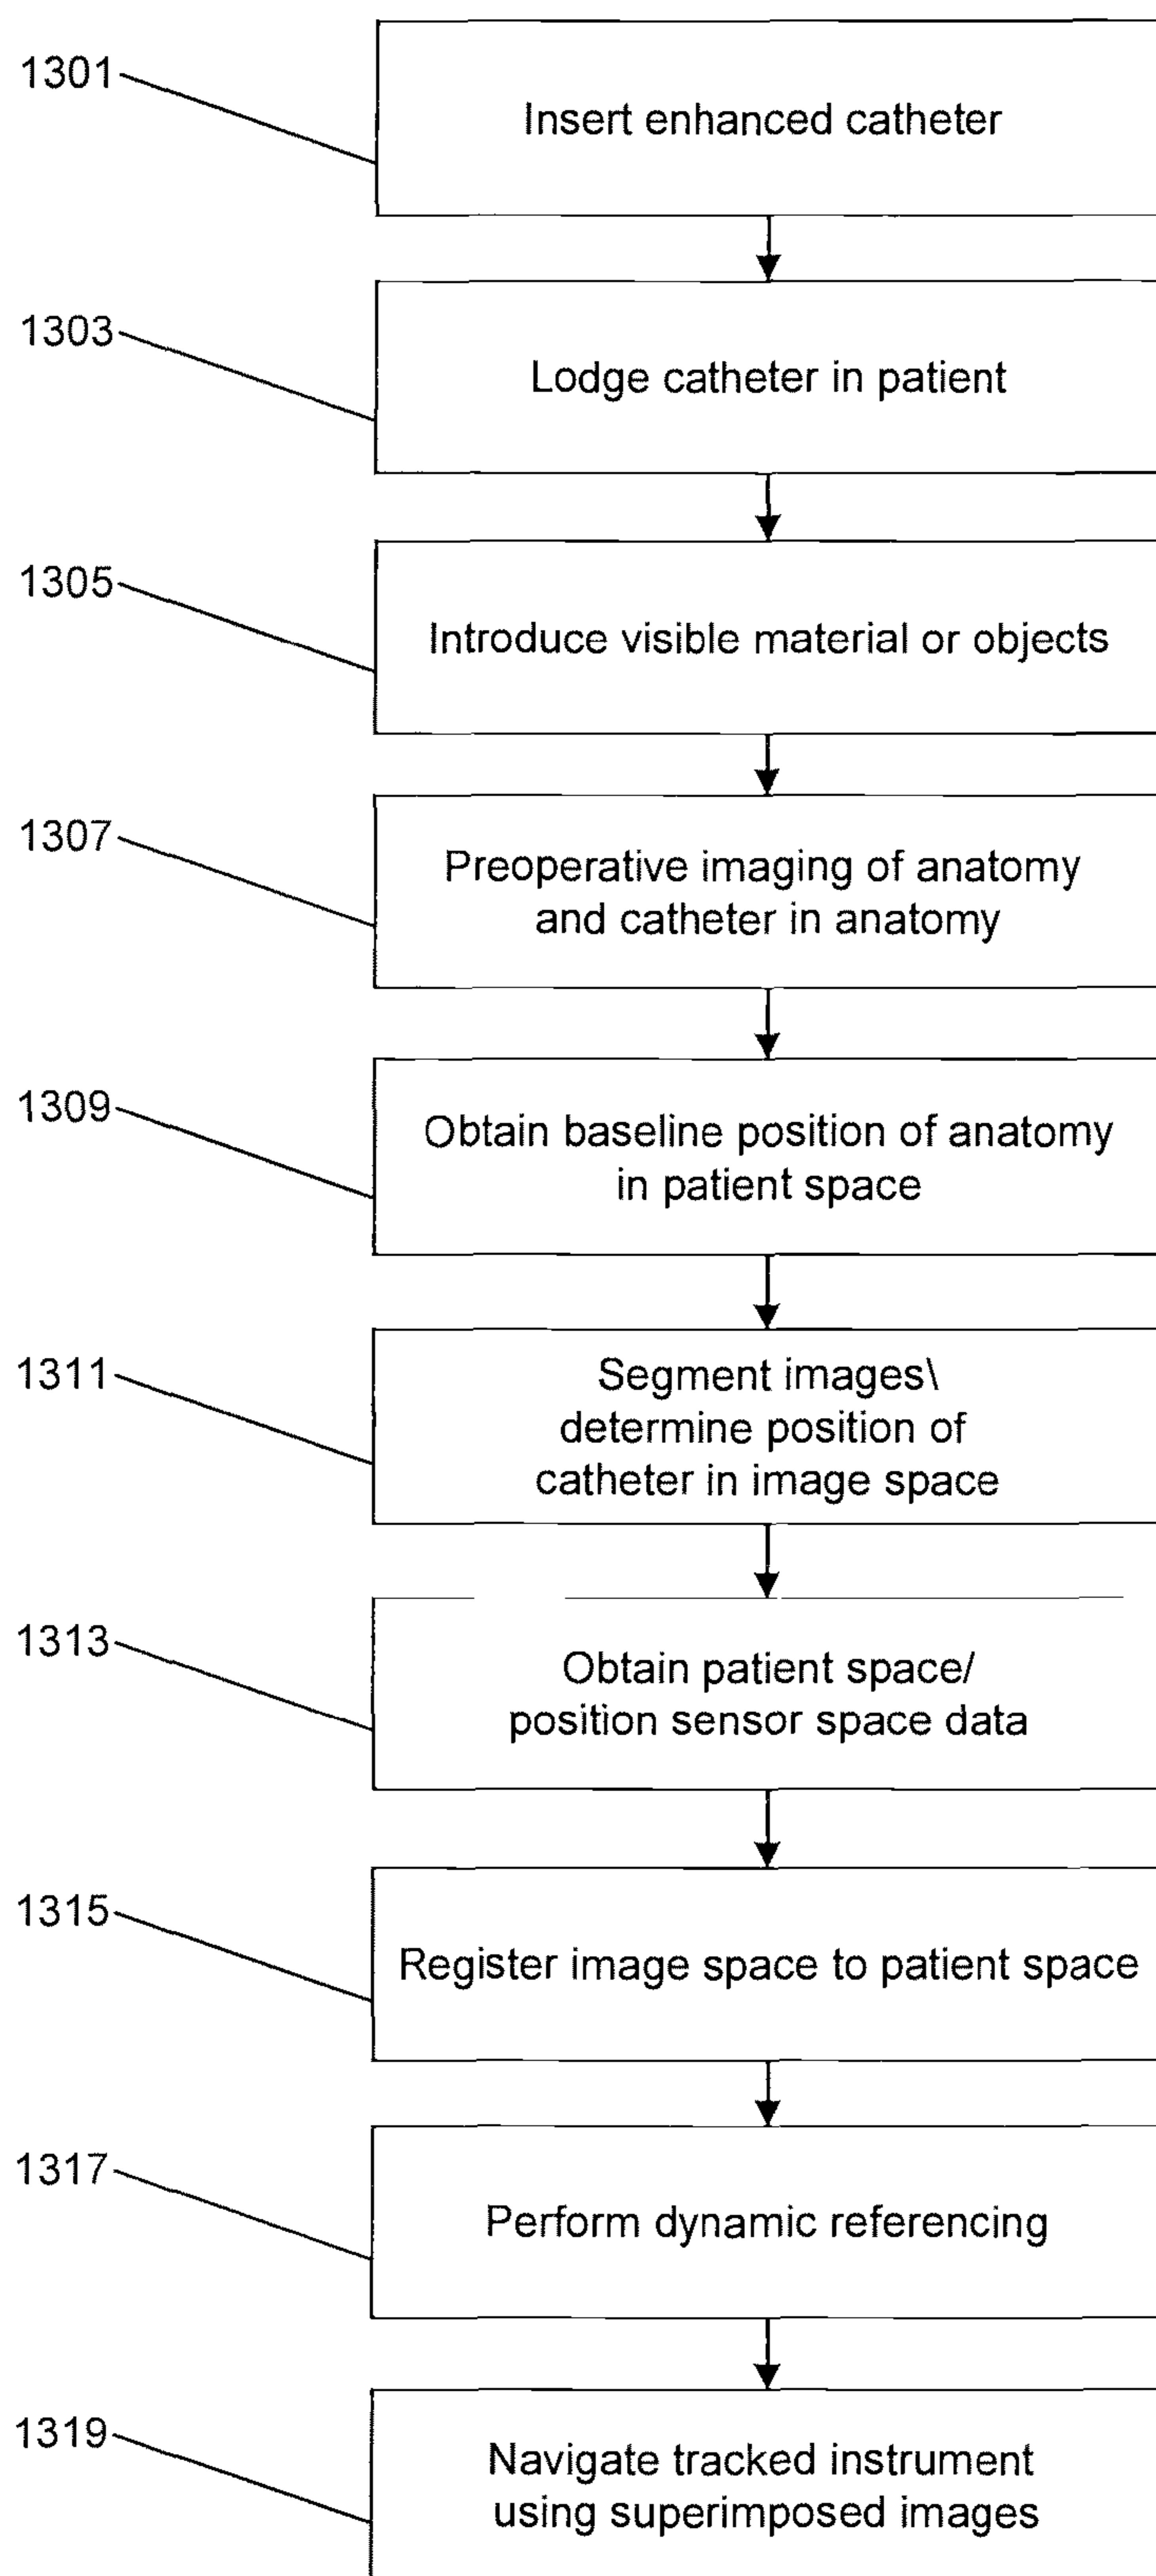 1301
Insert enhanced catheter
1303
Lodge catheter in patient
1305
Introduce visible material or objects
1307
Preoperative imaging of anatomy
and catheter in anatomy
1309
Obtain baseline position of anatomy
in patient space
1311
Segment images\
determine position of
catheter in image space
1313
Obtain patient space/
position sensor space data
1315
Register image space to patient space
1317
Perform dynamic referencing
1319
Navigate tracked instrument
using superimposed images